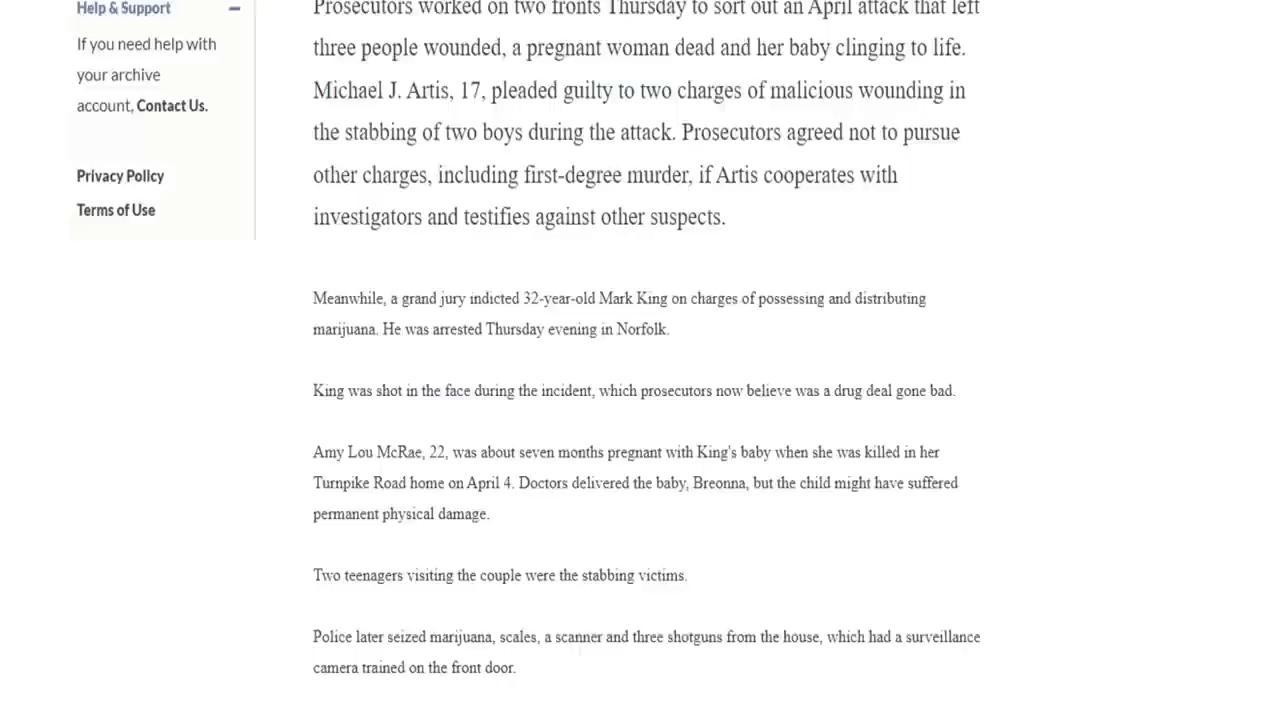 Help & Support
If you need help with
your archive
account, Contact Us.
Privacy Policy
Terms of Use
Prosecutors worked on two fronts Thursday to sort out an April attack that left
three people wounded, a pregnant woman dead and her baby clinging to life.
Michael J. Artis, 17, pleaded guilty to two charges of malicious wounding in
the stabbing of two boys during the attack. Prosecutors agreed not to pursue
other charges, including first-degree murder, if Artis cooperates with
investigators and testifies against other suspects.
Meanwhile, a grand jury indicted 32-year-old Mark King on charges of possessing and distributing
marijuana. He was arrested Thursday evening in Norfolk.
King was shot in the face during the incident, which prosecutors now believe was a drug deal gone bad.
Amy Lou McRae, 22, was about seven months pregnant with King's baby when she was killed in her
Turnpike Road home on April 4. Doctors delivered the baby, Breonna, but the child might have suffered
permanent physical damage.
Two teenagers visiting the couple were the stabbing victims.
Police later seized marijuana, scales, a scanner and three shotguns from the house, which had a surveillance
camera trained on the front door.